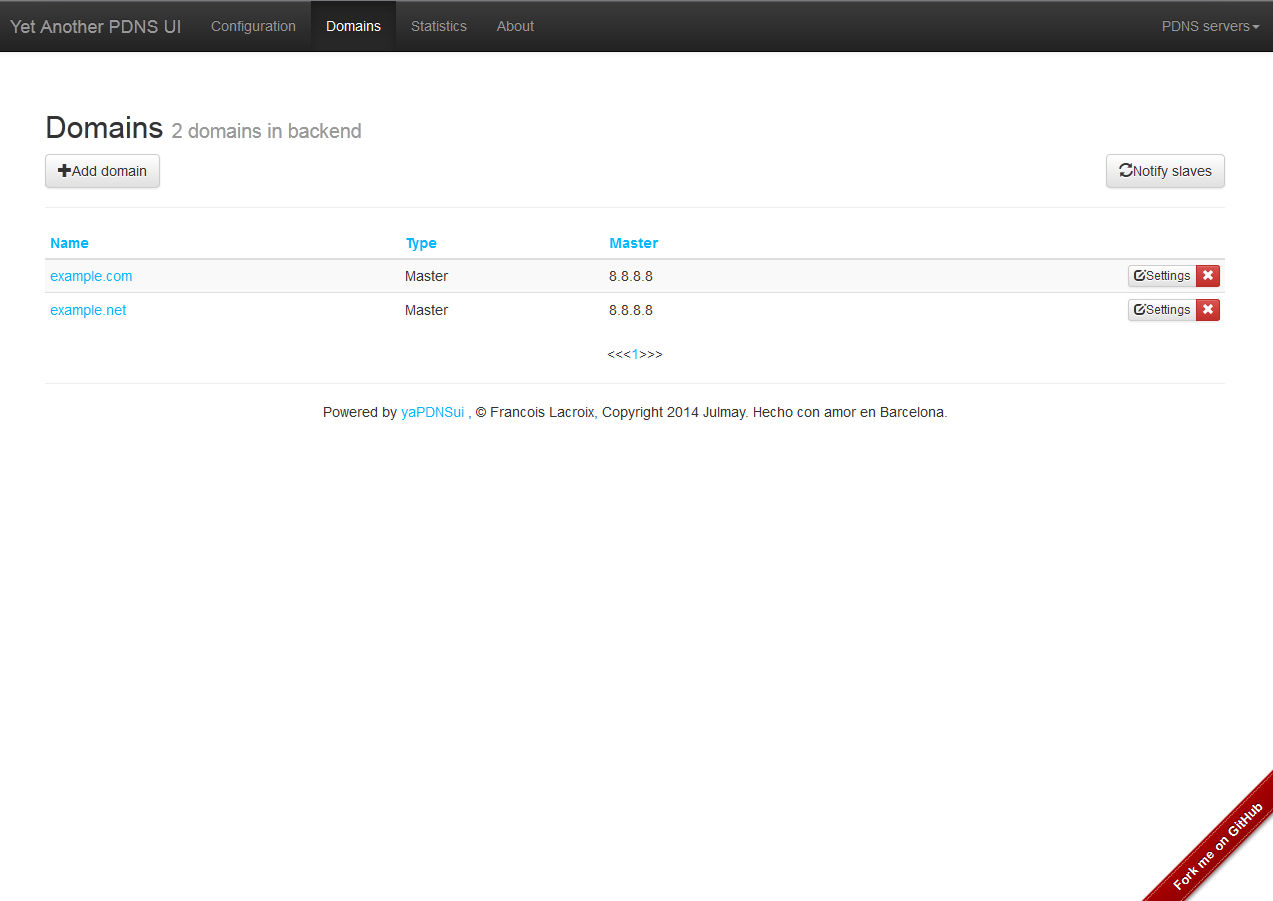 Yet Another PDNS UI Configuration Domains Statistics About PDNS servers
Domains 2 domains in backend
Add domain Notify slaves
Name Type Master
example.com Master 8.8.8.8 Settings
example.net Master 8.8.8.8 Settings
<<<1>>>
Powered by yaPDNSui , © Francois Lacroix, Copyright 2014 Julmay. Hecho con amor en Barcelona.
Fork me on GitHub